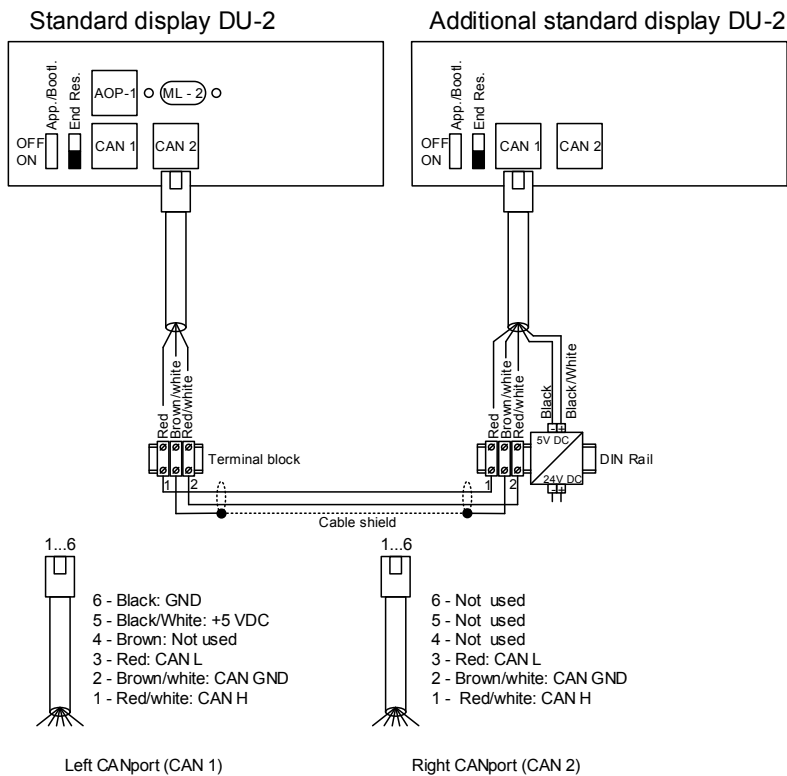 Standard display DU-2
Additional standard display DU-2
App./Bootl.
End Res.
AOP-1
ML - 2
OFF
ON
CAN 1
CAN 2
App./Bootl.
End Res.
OFF
ON
CAN 1
CAN 2
Red
Brown/white
Red/white
Red
Brown/white
Red/white
Black
Black/White
Terminal block
5V DC
- +
24V DC
DIN Rail
1
2
1
2
Cable shield
1...6
6 - Black: GND
5 - Black/White: +5 VDC
4 - Brown: Not used
3 - Red: CAN L
2 - Brown/white: CAN GND
1 - Red/white: CAN H
Left CANport (CAN 1)
1...6
6 - Not used
5 - Not used
4 - Not used
3 - Red: CAN L
2 - Brown/white: CAN GND
1 - Red/white: CAN H
Right CANport (CAN 2)